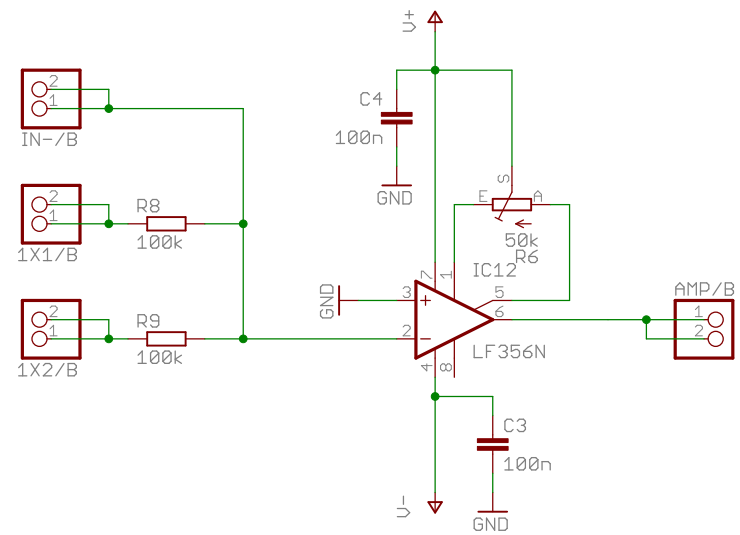 V+
2
1
IN-/B
C4
100n
GND
S
E
A
50k
R6
2
1
1X1/B
R8
100k
7
1
IC12
GND
3
+
5
6
AMP/B
1
2
2
1
1X2/B
R9
100k
2
−
4
8
LF356N
C3
100n
V-
GND